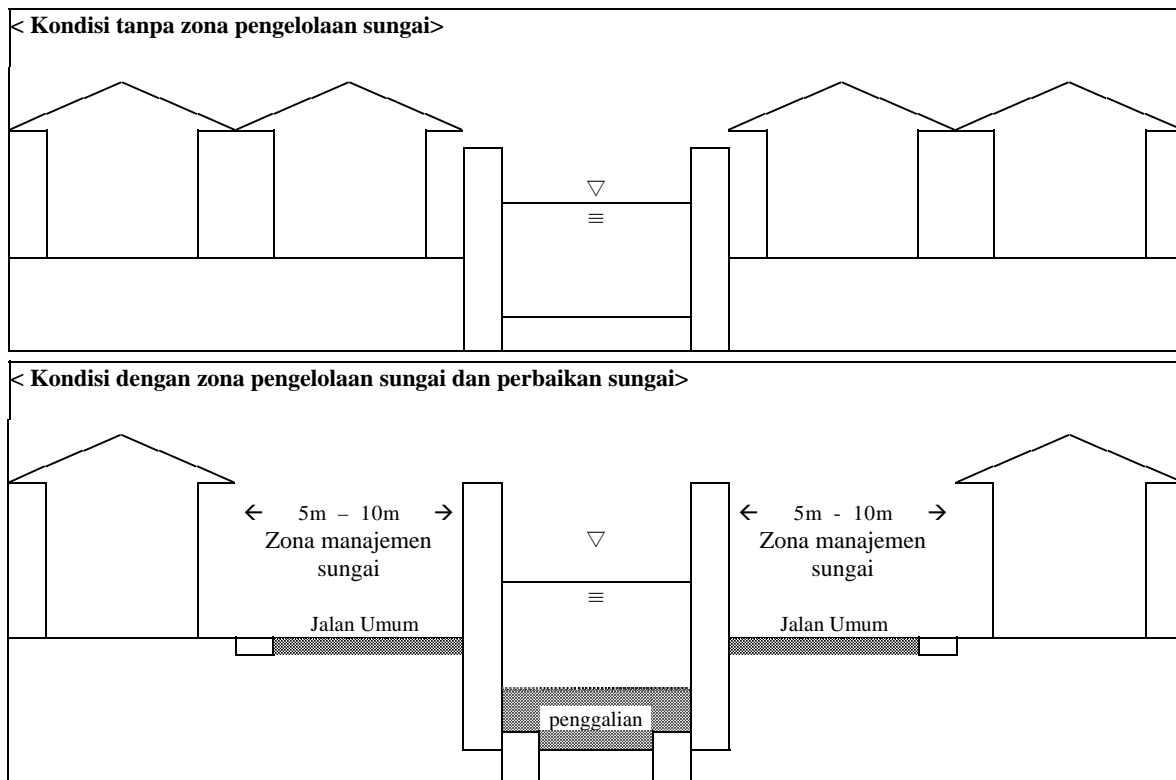 < Kondisi tanpa zona pengelolaan sungai>
< Kondisi dengan zona pengelolaan sungai dan perbaikan sungai>
← 5m – 10m →
Zona manajemen
sungai
Jalan Umum
← 5m - 10m →
Zona manajemen
sungai
Jalan Umum
penggalian